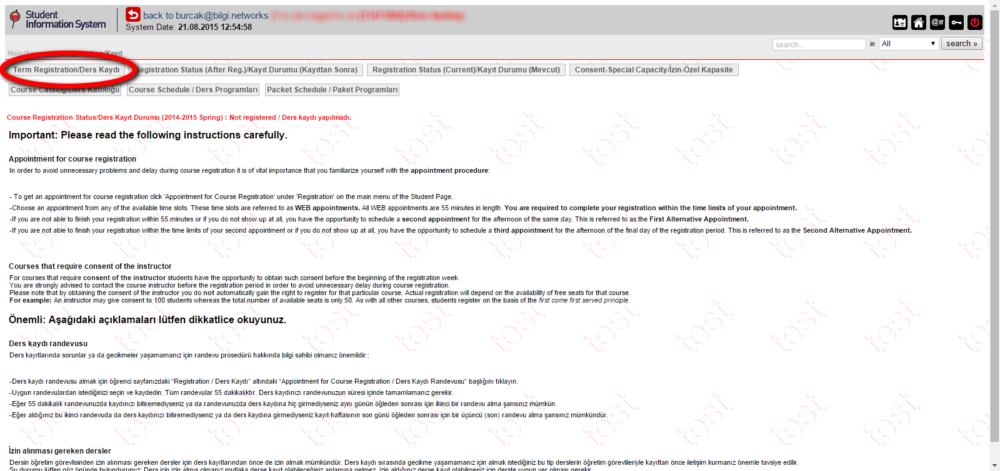 Student
Information System
back to burcak@bilgi.networks
System Date: 21.08.2015 12:54:58
@IT
search...
in
All
search »
Term Registration/Ders Kaydı
Registration Status (After Reg.)/Kayıt Durumu (Kayıttan Sonra)
Registration Status (Current)/Kayıt Durumu (Mevcut)
Consent-Special Capacity/İzin-Özel Kapasite
Course Catalog/Ders Kataloğu
Course Schedule / Ders Programları
Packet Schedule / Paket Programları
Course Registration Status/Ders Kayıt Durumu (2014-2015 Spring) : Not registered / Ders kaydı yapılmadı.
Important: Please read the following instructions carefully.
Appointment for course registration
In order to avoid unnecessary problems and delay during course registration it is of vital importance that you familiarize yourself with the appointment procedure:
- To get an appointment for course registration click 'Appointment for Course Registration' under 'Registration' on the main menu of the Student Page.
-Choose an appointment from any of the available time slots. These time slots are referred to as WEB appointments. All WEB appointments are 55 minutes in length. You are required to complete your registration within the time limits of your appointment.
-If you are not able to finish your registration within 55 minutes or if you do not show up at all, you have the opportunity to schedule a second appointment for the afternoon of the same day. This is referred to as the First Alternative Appointment.
-If you are not able to finish your registration within the time limits of your second appointment or if you do not show up at all, you have the opportunity to schedule a third appointment for the afternoon of the final day of the registration period. This is referred to as the Second Alternative Appointment.
Courses that require consent of the instructor
For courses that require consent of the instructor students have the opportunity to obtain such consent before the beginning of the registration week.
You are strongly advised to contact the course instructor before the registration period in order to avoid unnecessary delay during course registration.
Please note that by obtaining the consent of the instructor you do not automatically gain the right to register for that particular course. Actual registration will depend on the availability of free seats for that course.
For example: An instructor may give consent to 100 students whereas the total number of available seats is only 50. As with all other courses, students register on the basis of the first come first served principle.
Önemli: Aşağıdaki açıklamaları lütfen dikkatlice okuyunuz.
Ders kaydı randevusu
Ders kayıtlarında sorunlar ya da gecikmeler yaşamamanız için randevu prosedürü hakkında bilgi sahibi olmanız önemlidir::
-Ders kaydı randevusu almak için öğrenci sayfanızdaki “Registration / Ders Kaydı” altındaki “Appointment for Course Registration / Ders Kaydı Randevusu” başlığını tıklayın.
-Uygun randevulardan istediğinizi seçin ve kaydedin. Tüm randevular 55 dakikalıktır. Ders kaydınızı randevunuzun süresi içinde tamamlamanız gerekir.
-Eğer 55 dakikalık randevunuzda kaydınızı bitiremediyseniz ya da randevunuzda ders kaydına hiç girmediyseniz aynı günün öğleden sonrası için ikinci bir randevu alma şansınız mümkün.
-Eğer aldığınız bu ikinci randevuda da ders kaydınızı bitiremediyseniz ya da ders kaydına girmediyseniz kayıt haftasının son günü öğleden sonrası için bir üçüncü (son) randevu alma şansınız mümkündür.
İzin alınması gereken dersler
Dersin öğretim görevlisinden izin alınması gereken dersler için ders kayıtlarından önce de izin almak mümkündür. Ders kaydı sırasında gecikme yaşamamanız için almak istediğiniz bu tip derslerin öğretim görevlileriyle kayıttan önce iletişim kurmanız önemle tavsiye edilir.
Su durumu lütfen göz önünde bulundurunuz: Ders için izin almış olmanız mutlaka derse kayıt olabilmeniz anlamına gelmez, izin aldığınız derse kayıt olabilmeniz için derste uygun yer olması gerekir.